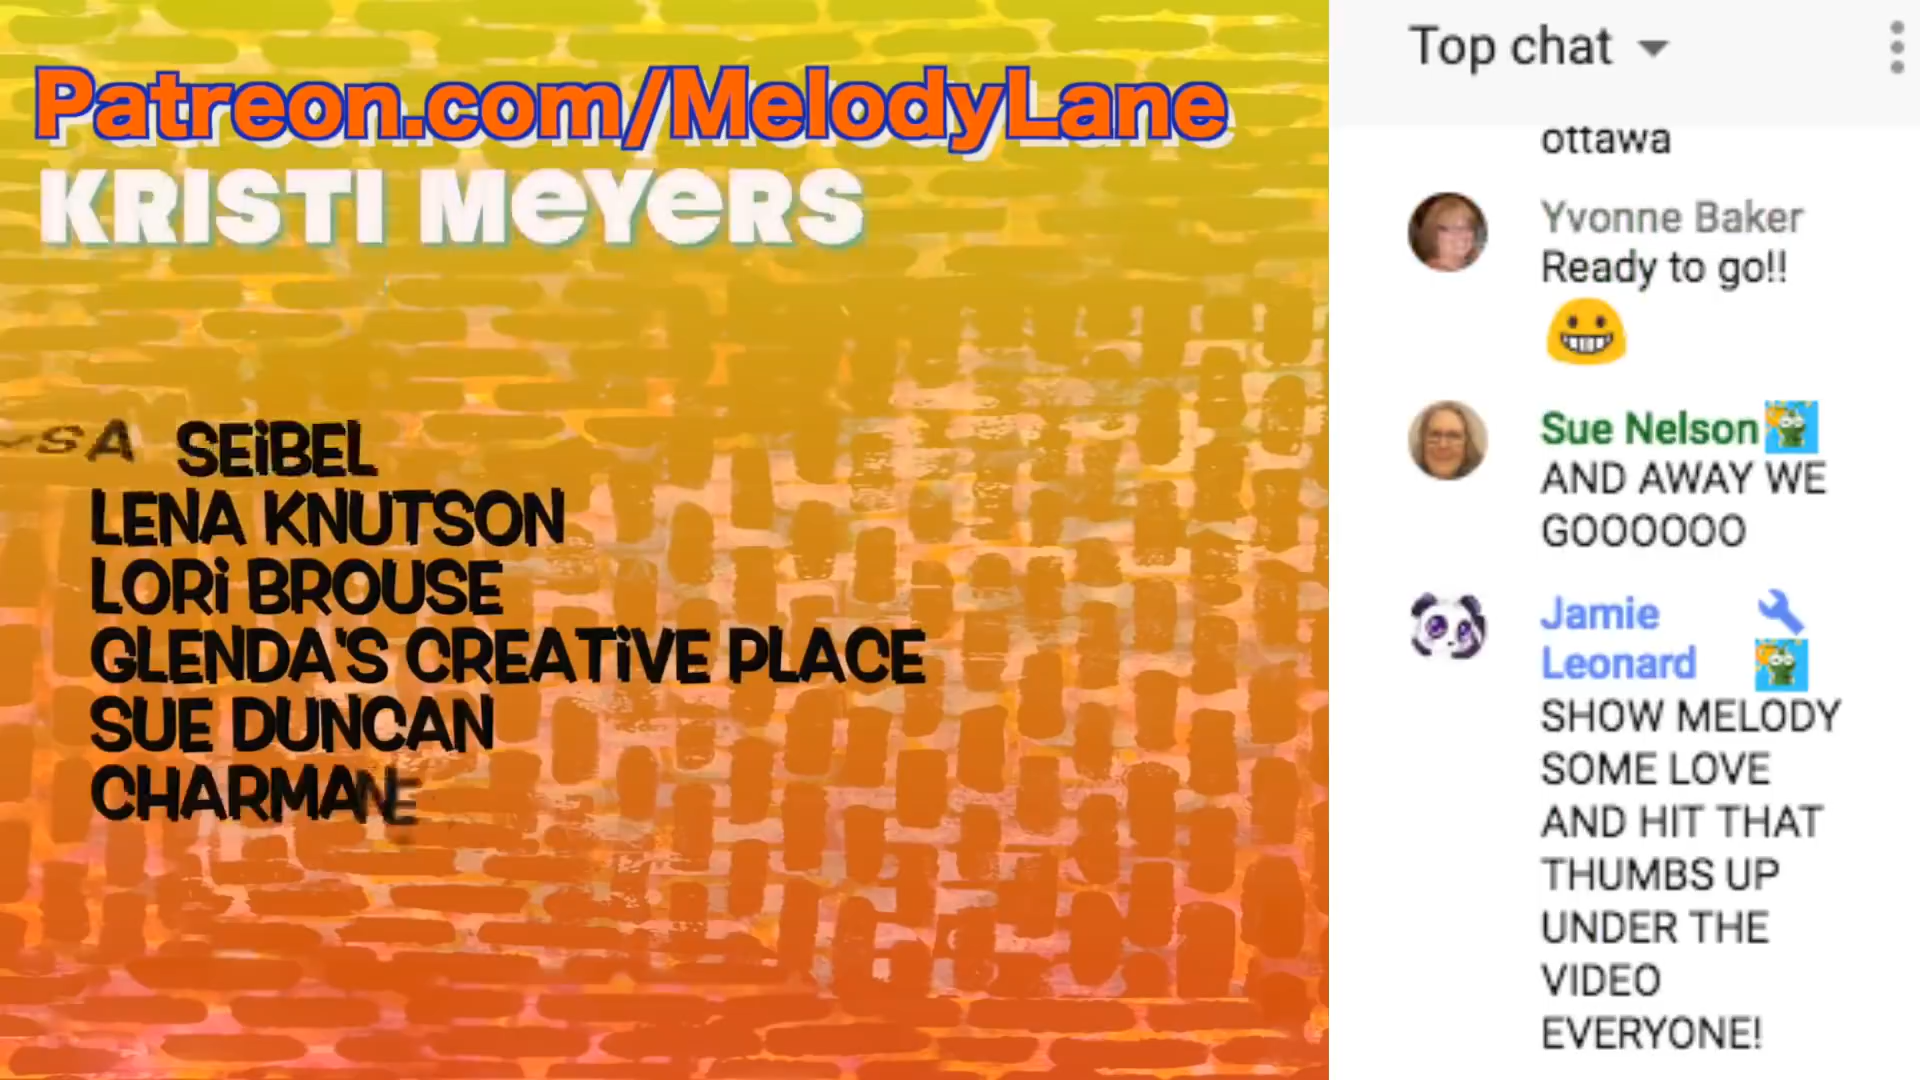 Patreon.com/MelodyLane
KRISTI MEYERS
SEiBEL
LENA KNUTSON
LORi BROUSE
GLENDA'S CREATiVE PLACE
SUE DUNCAN
Top chat
ottawa
Yvonne Baker
Ready to go!!
Sue Nelson
AND AWAY WE
GOOOOOO
Jamie
Leonard
SHOW MELODY
SOME LOVE
AND HIT THAT
THUMBS UP
UNDER THE
VIDEO
EVERYONE!